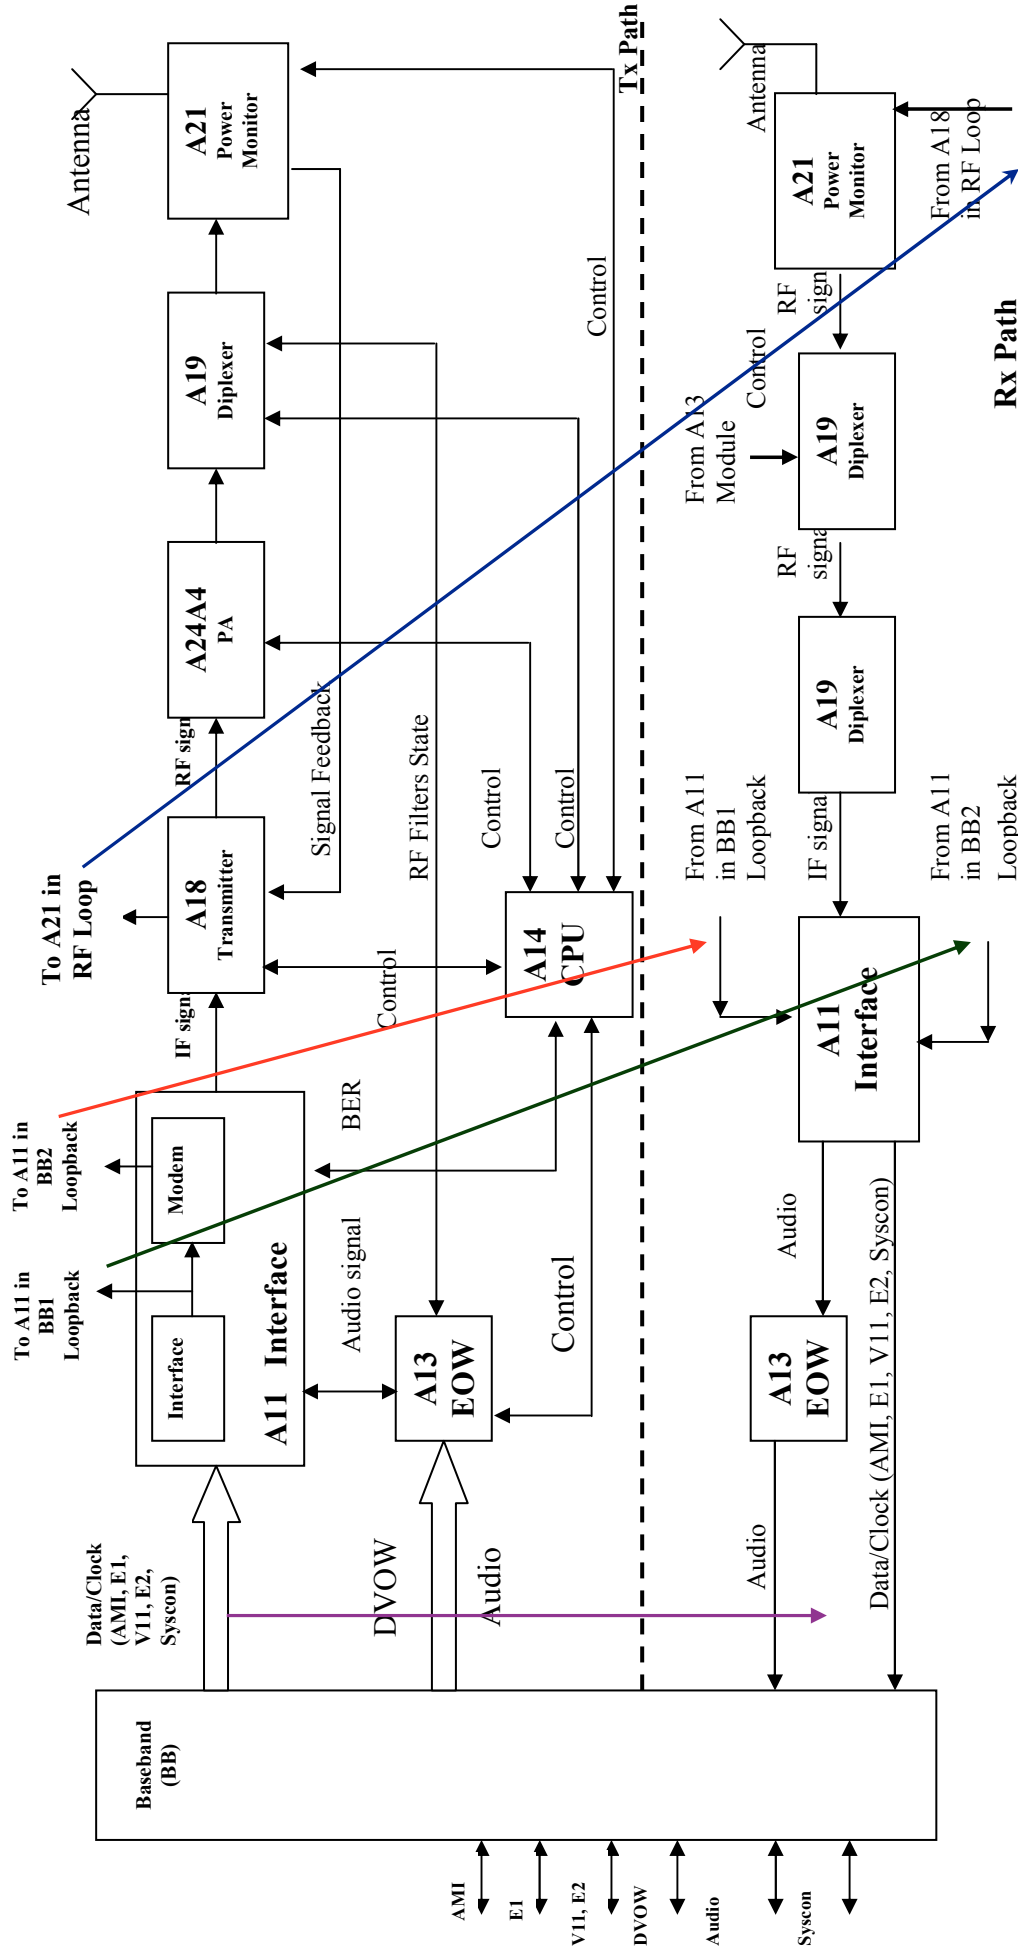 To A11 in
BB1
Loopback
To A11 in
BB2
Loopback
To A21 in
RF Loop
Antenna
Data/Clock
(AMI, E1,
V11, E2,
Syscon)
Baseband
(BB)
Interface
Modem
A11 Interface
IF signa
A18
Transmitter
RF sign
A24A4
PA
A19
Diplexer
A21
Power
Monitor
Signal Feedback
Audio signal
BER
Control
RF Filters State
DVOW
Audio
A13
EOW
Control
A14
CPU
Control
Control
Control
Tx Path
AMI
E1
V11, E2
DVOW
Audio
Syscon
From A11
in BB1
Loopback
From A13
Module
Control
Antenna
Audio
A13
EOW
Audio
A11
Interface
IF signa
A19
Diplexer
RF
signa
A19
Diplexer
RF
sign
A21
Power
Monitor
Data/Clock (AMI, E1, V11, E2, Syscon)
From A11
in BB2
Loopback
From A18
in RF Loop
Rx Path